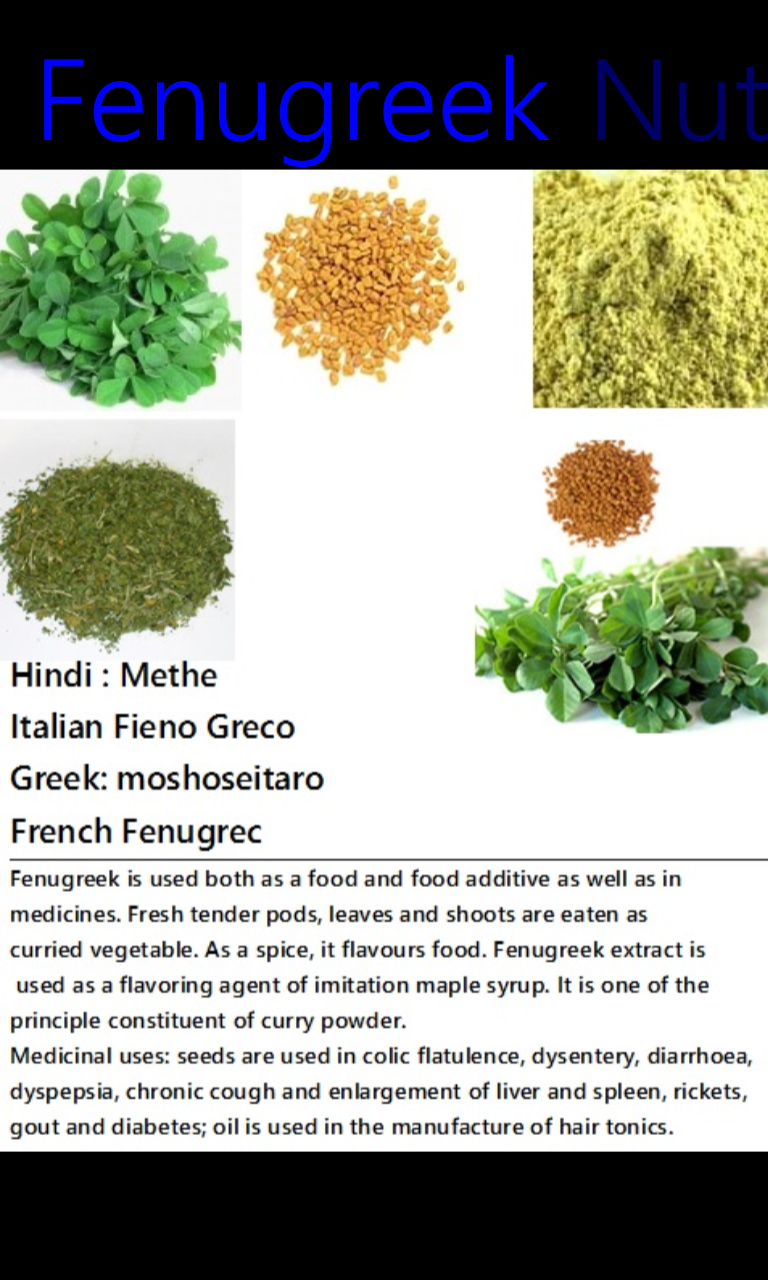 Fenugreek Nut
Hindi : Methe
Italian Fieno Greco
Greek: moshoseitaro
French Fenugrec
Fenugreek is used both as a food and food additive as well as in
medicines. Fresh tender pods, leaves and shoots are eaten as
curried vegetable. As a spice, it flavours food. Fenugreek extract is
used as a flavoring agent of imitation maple syrup. It is one of the
principle constituent of curry powder.
Medicinal uses: seeds are used in colic flatulence, dysentery, diarrhoea,
dyspepsia, chronic cough and enlargement of liver and spleen, rickets,
gout and diabetes; oil is used in the manufacture of hair tonics.